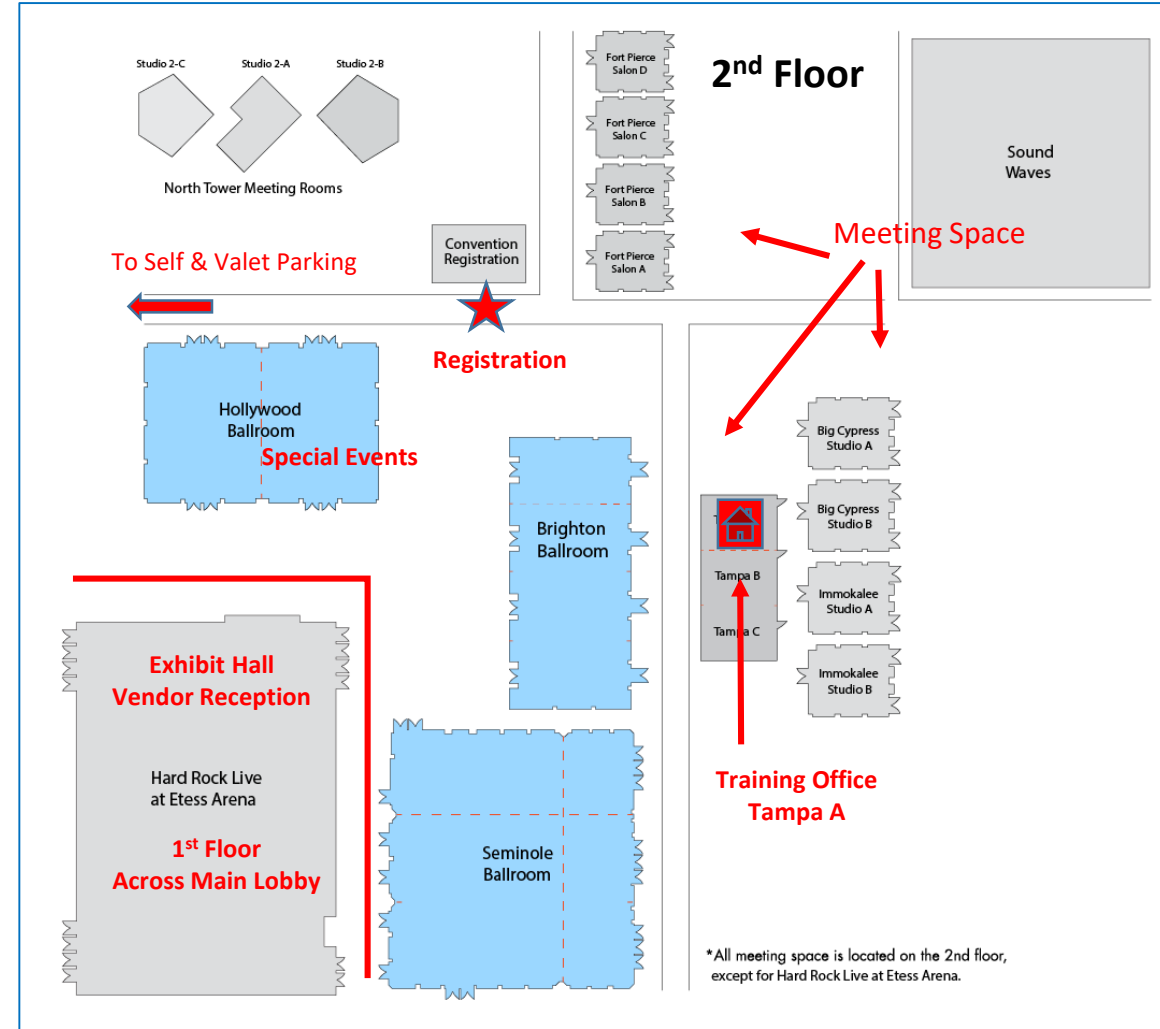 Studio 2-C
Studio 2-A
Studio 2-B
North Tower Meeting Rooms
Fort Pierce
Salon D
Fort Pierce
Salon C
Fort Pierce
Salon B
Fort Pierce
Salon A
2nd Floor
Sound
Waves
Meeting Space
Convention
Registration
To Self & Valet Parking
Registration
Hollywood
Ballroom
Special Events
Brighton
Ballroom
Big Cypress
Studio A
Big Cypress
Studio B
Immokalee
Studio A
Immokalee
Studio B
Tampa B
Tampa C
Training Office
Tampa A
Exhibit Hall
Vendor Reception
Hard Rock Live
at Etess Arena
1st Floor
Across Main Lobby
Seminole
Ballroom
*All meeting space is located on the 2nd floor,
except for Hard Rock Live at Etess Arena.